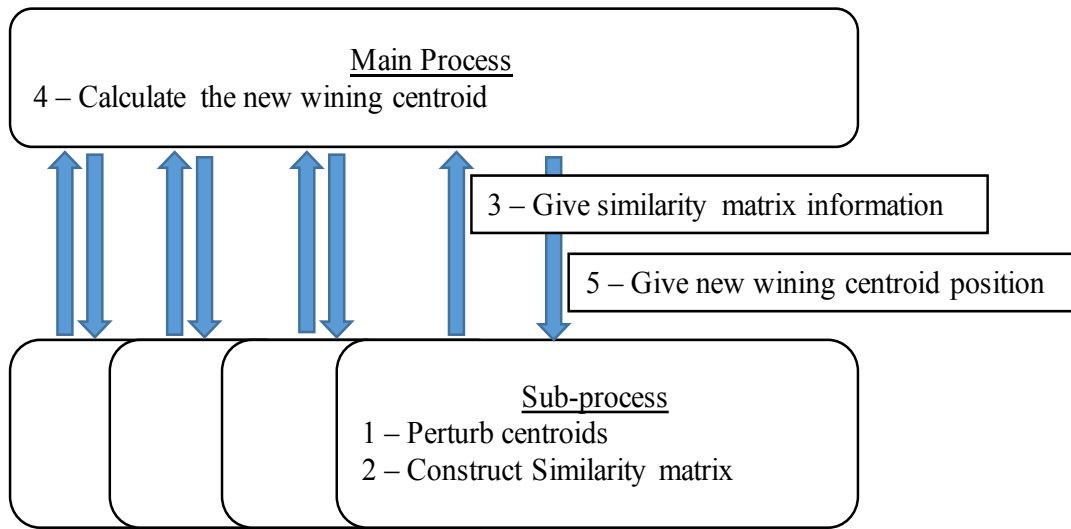 Main Process
4 – Calculate the new wining centroid
3 – Give similarity matrix information
5 – Give new wining centroid position
Sub-process
1 – Perturb centroids
2 – Construct Similarity matrix